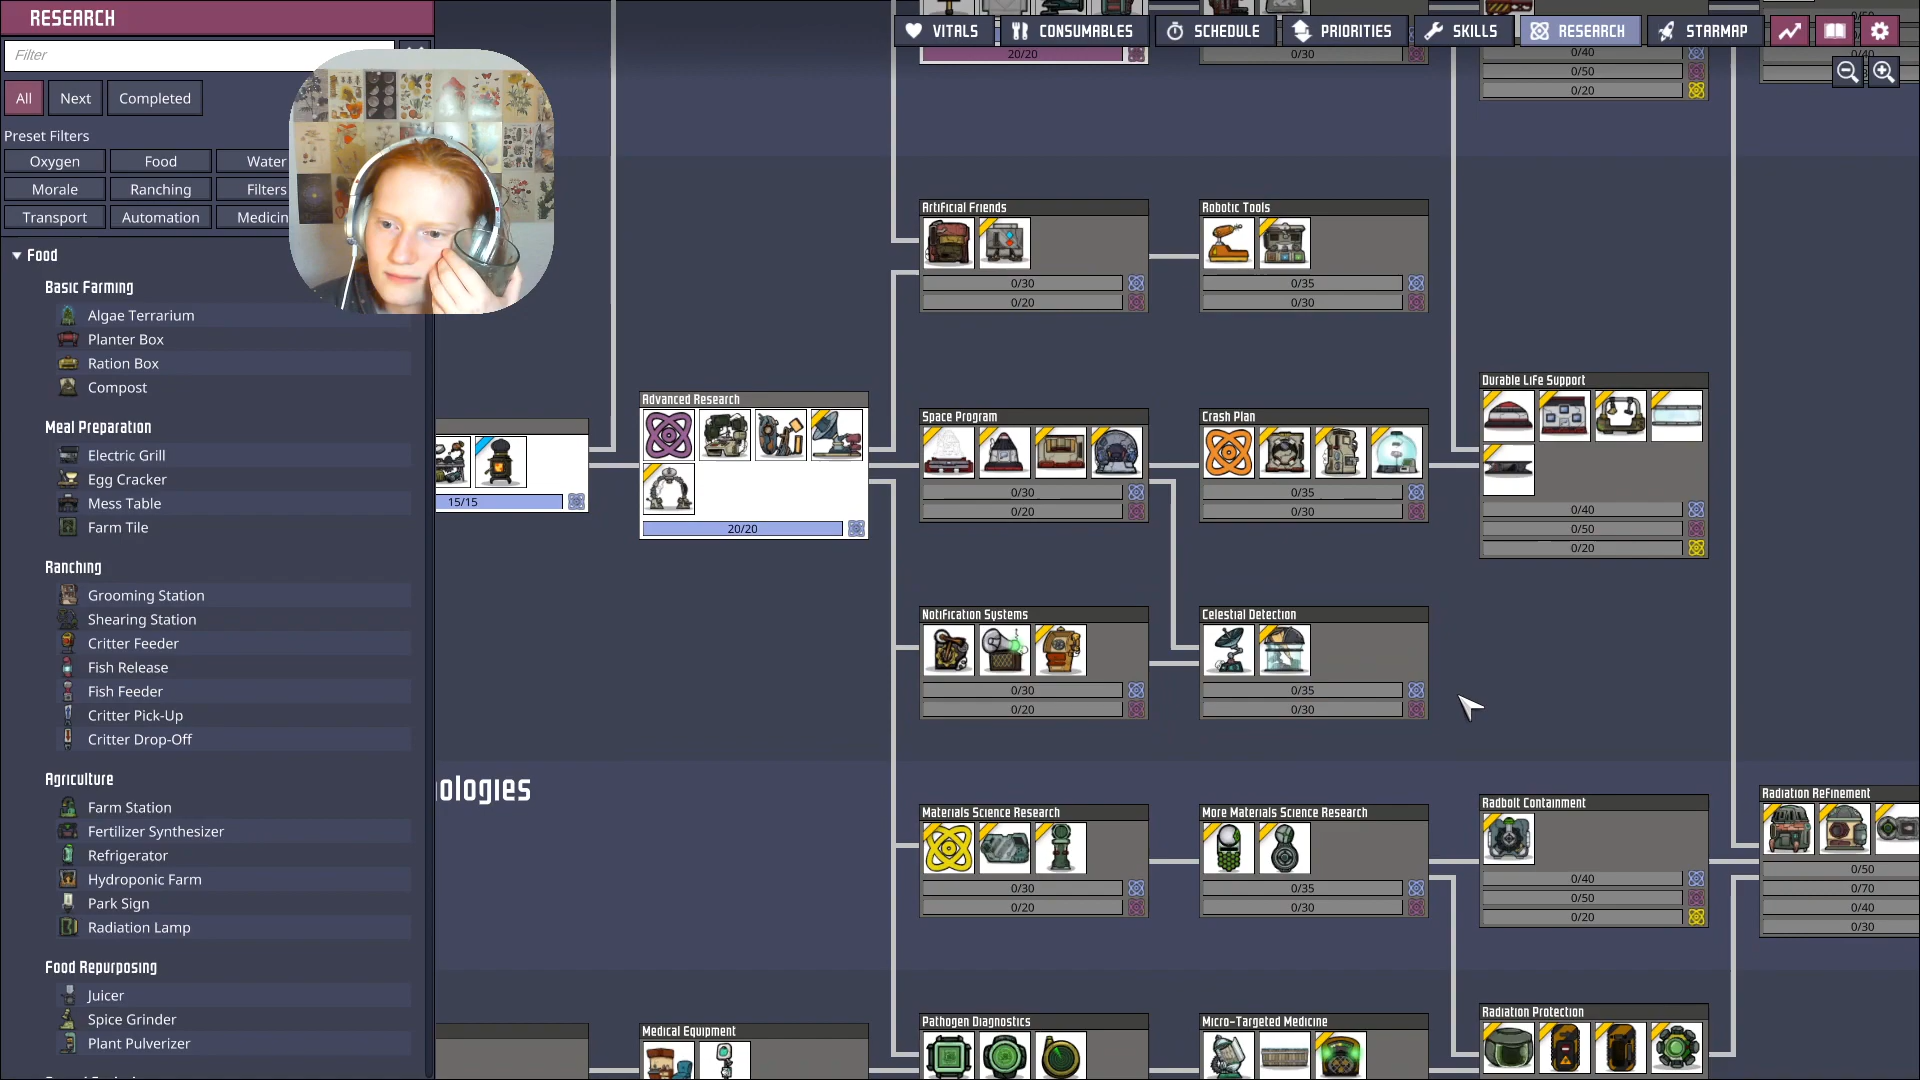 RESEARCH
VITALS
CONSUMABLES
SCHEDULE
PRIORITIES
SKILLS
RESEARCH
STARMAP
Filter
All
Next
Completed
Preset Filters
Oxygen
Food
Water
Morale
Ranching
Filters
Transport
Automation
Medicin
Food
Basic Farming
Algae Terrarium
Planter Box
Ration Box
Compost
Meal Preparation
Electric Grill
Egg Cracker
Mess Table
Farm Tile
Ranching
Grooming Station
Shearing Station
Critter Feeder
Fish Release
Fish Feeder
Critter Pick-Up
Critter Drop-Off
Agriculture
Farm Station
Fertilizer Synthesizer
Refrigerator
Hydroponic Farm
Park Sign
Radiation Lamp
Food Repurposing
Juicer
Spice Grinder
Plant Pulverizer
20/20
0/30
0/40
0/50
0/20
Artificial Friends
0/30
0/20
Robotic Tools
0/35
0/30
15/15
Advanced Research
20/20
Space Program
0/30
0/20
Crash Plan
0/35
0/30
Durable Life Support
0/40
0/50
0/20
Notification Systems
0/30
0/20
Celestial Detection
0/35
0/30
ologies
Materials Science Research
0/30
0/20
More Materials Science Research
0/35
0/30
Radbolt Containment
0/40
0/50
0/20
Radiation Refinement
0/50
0/70
0/40
0/30
Medical Equipment
Pathogen Diagnostics
Micro-Targeted Medicine
Radiation Protection